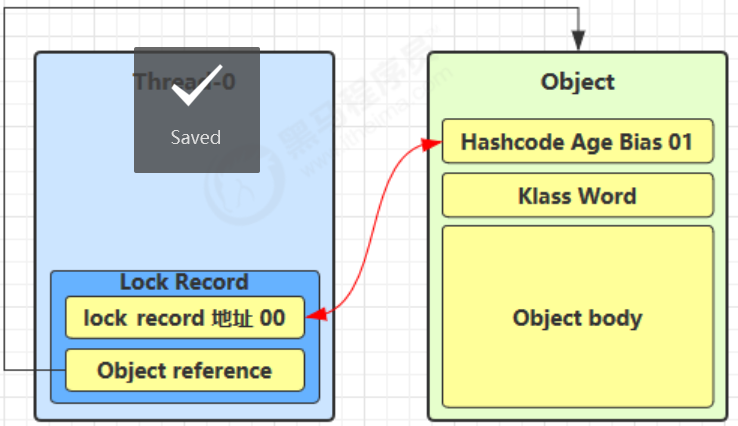 Thread-0
Saved
Lock Record
lock record 地址 00
Object reference
Object
Hashcode Age Bias 01
Klass Word
Object body
黑马程序员